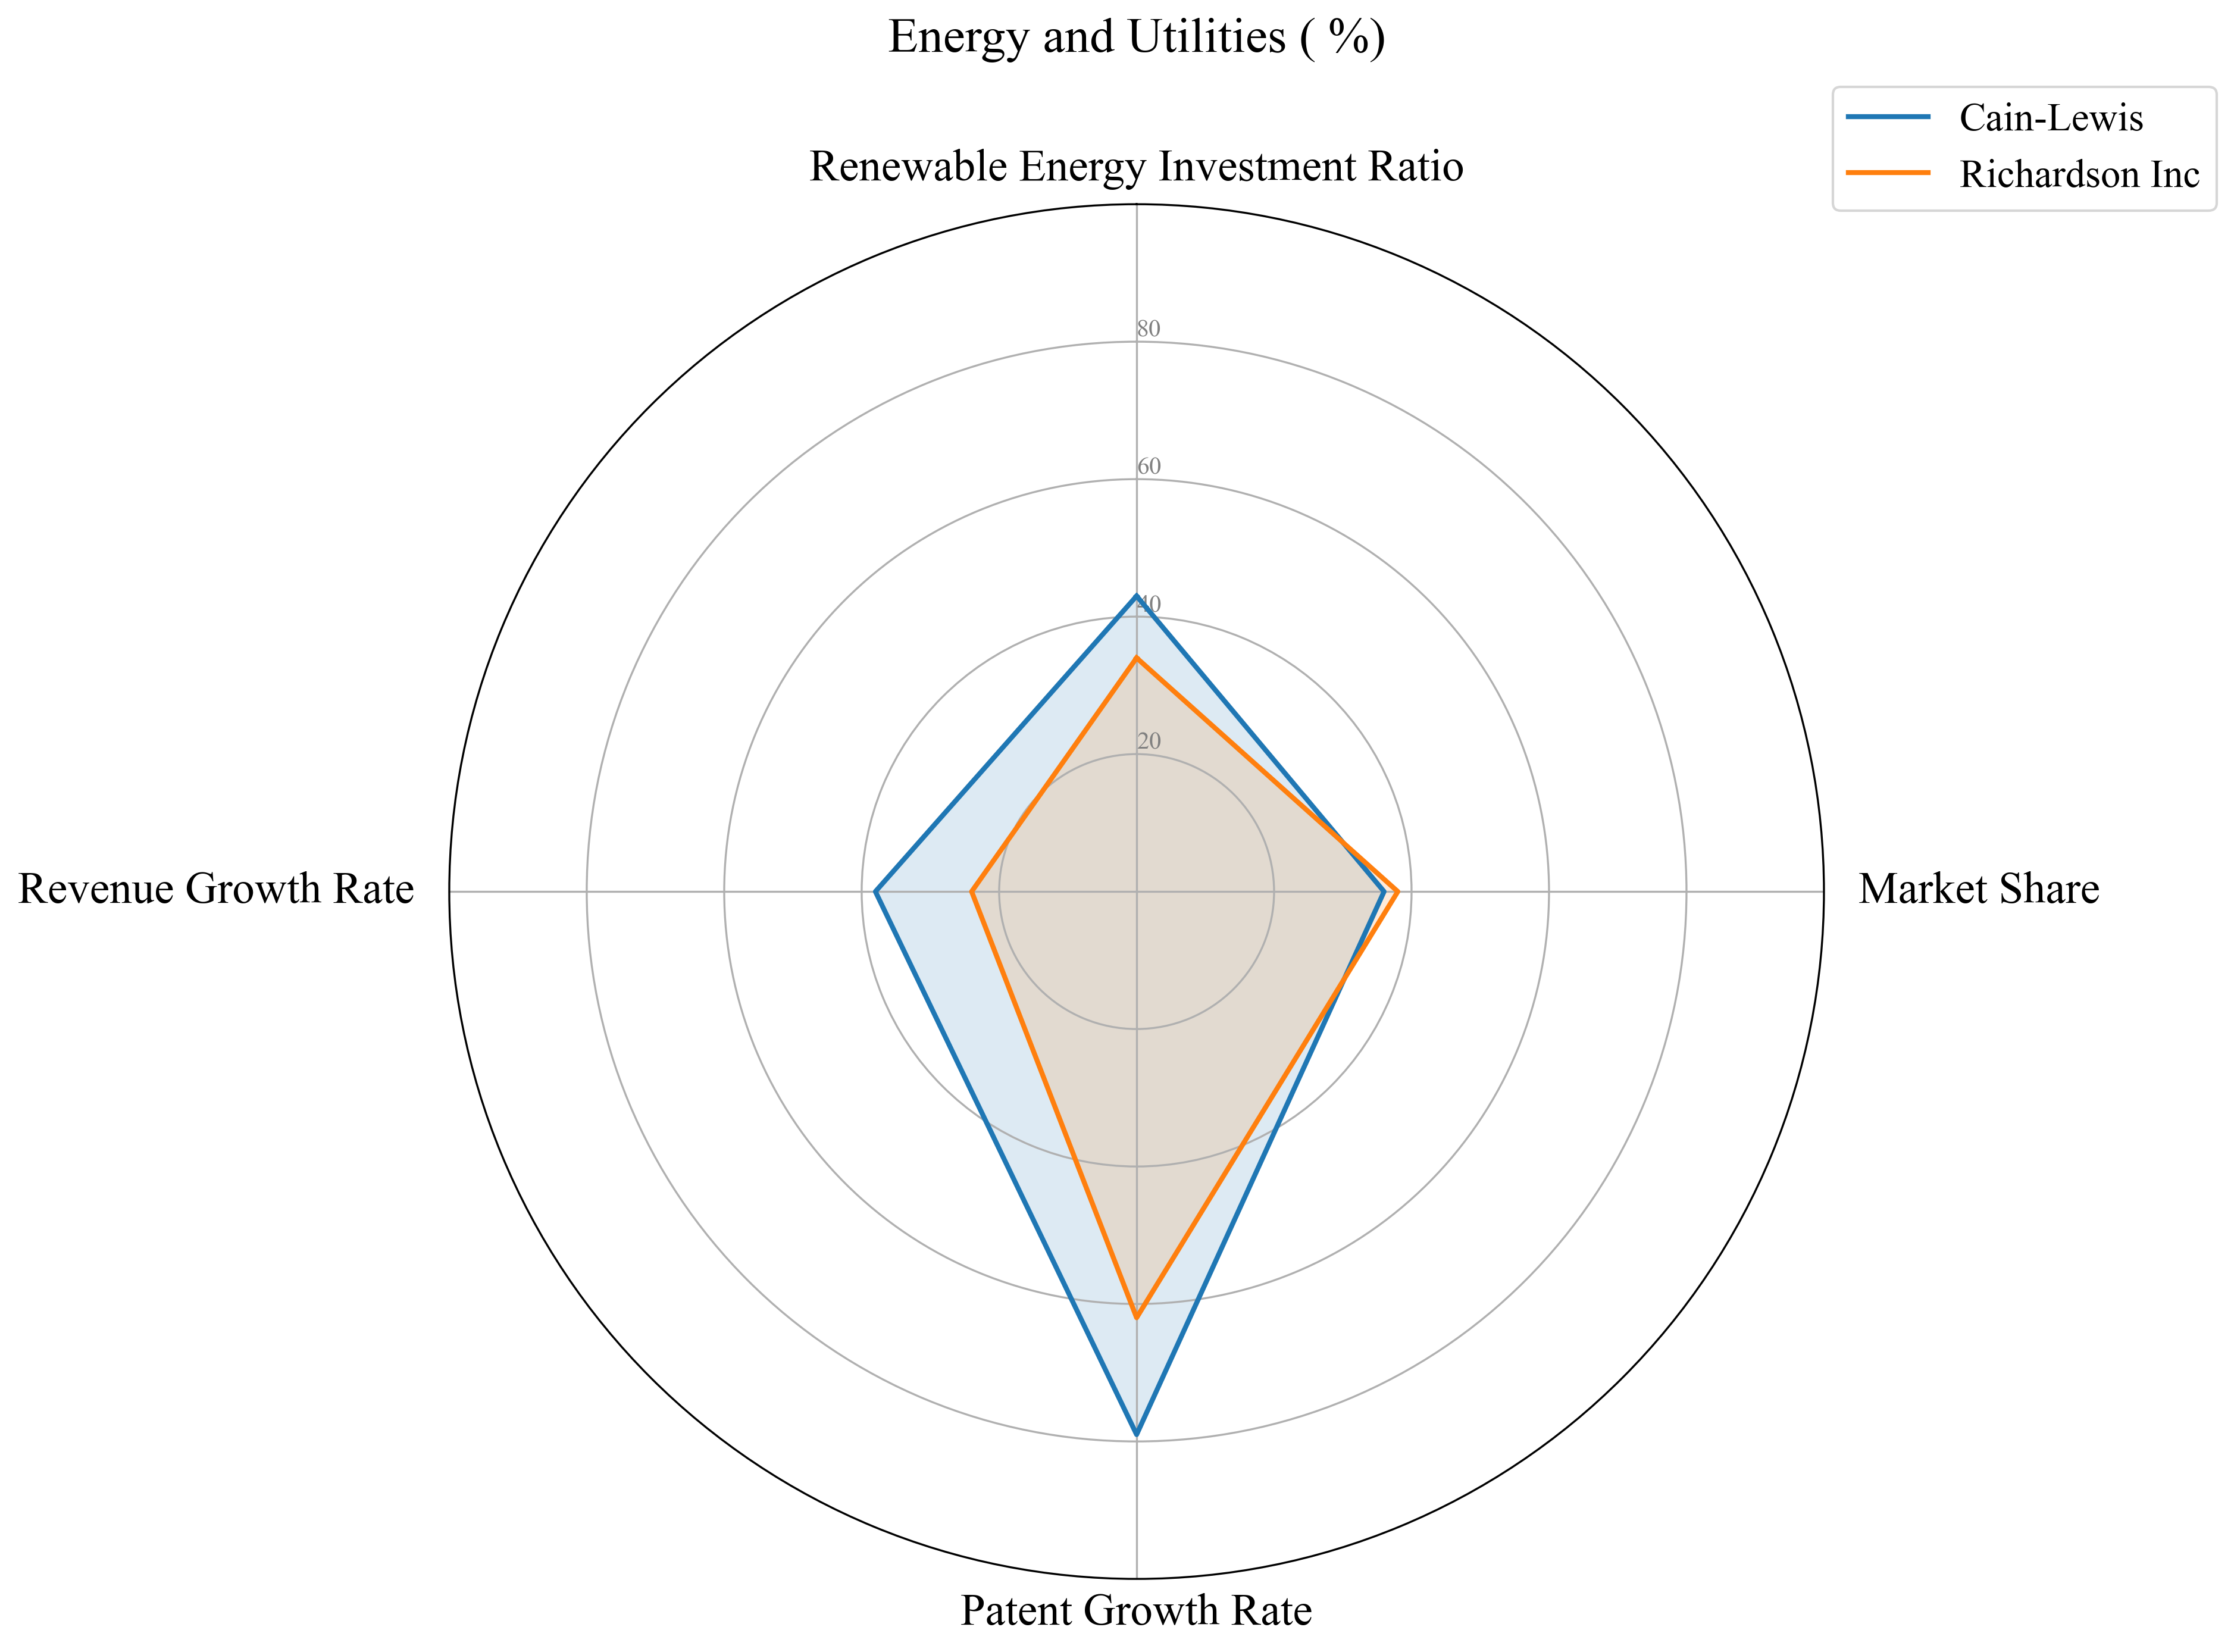 Energy and Utilities ( %)
Cain-Lewis
Richardson Inc
Renewable Energy Investment Ratio
80
60
40
20
Revenue Growth Rate
Market Share
Patent Growth Rate